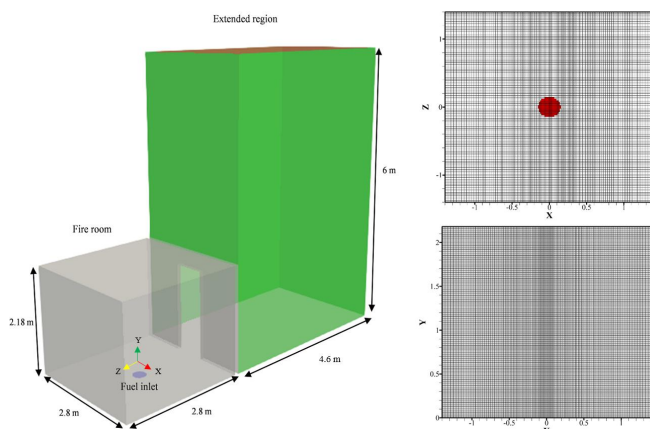 Extended region
6 m
Fire room
2.18 m
Y
Z
X
Fuel inlet
4.6 m
2.8 m
2.8 m
Z
1
0
-1
-1
-0.5
0
0.5
1
X
Y
2
1.5
1
0.5
0
-1
-0.5
0
0.5
1